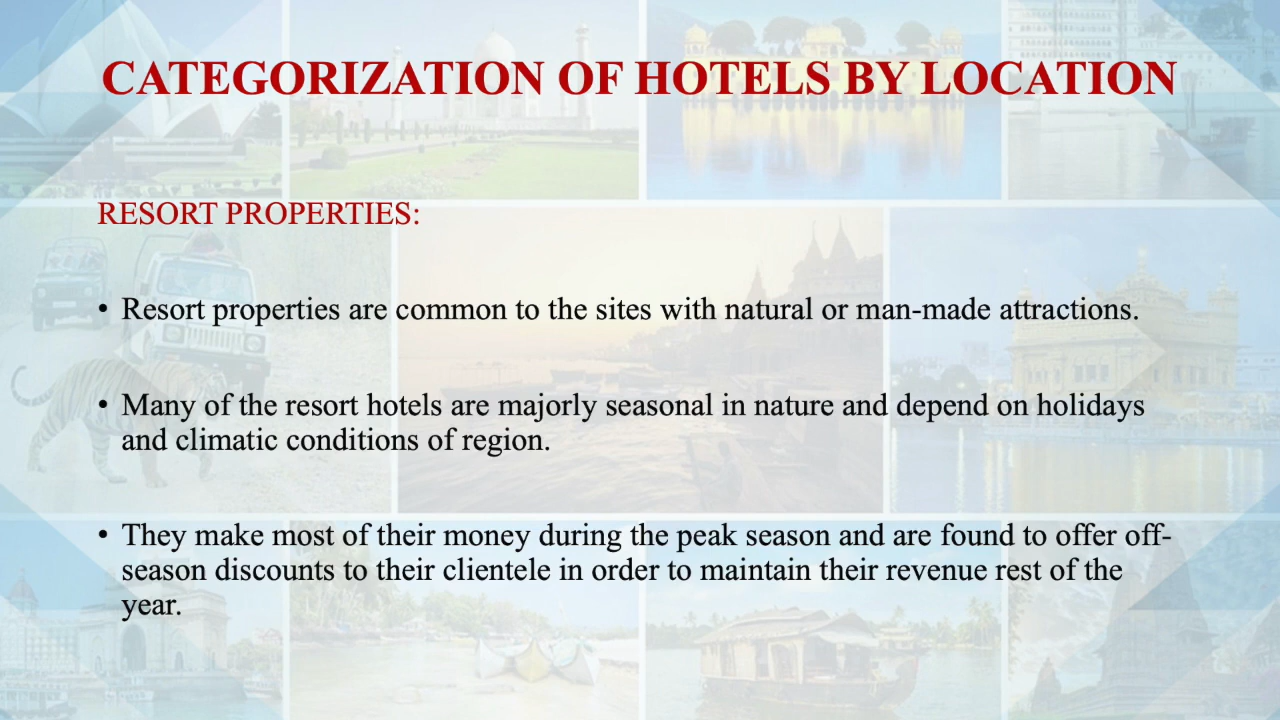 CATEGORIZATION OF HOTELS BY LOCATION
RESORT PROPERTIES:
• Resort properties are common to the sites with natural or man-made attractions.
• Many of the resort hotels are majorly seasonal in nature and depend on holidays
and climatic conditions of region.
• They make most of their money during the peak season and are found to offer off-
season discounts to their clientele in order to maintain their revenue rest of the
year.